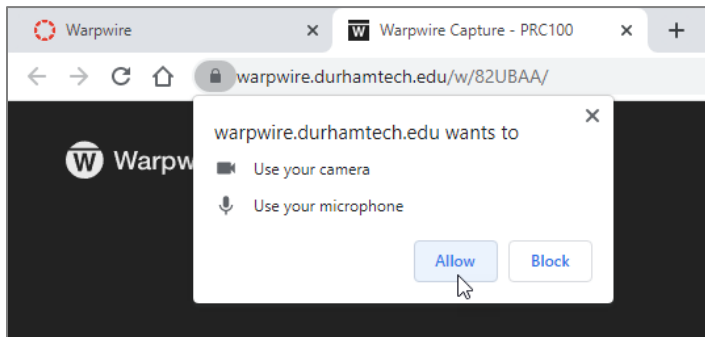 Warpwire
W Warpwire Capture - PRC100
warpwire.durhamtech.edu/w/82UBAA/
W Warpw
warpwire.durhamtech.edu wants to
Use your camera
Use your microphone
Allow
Block